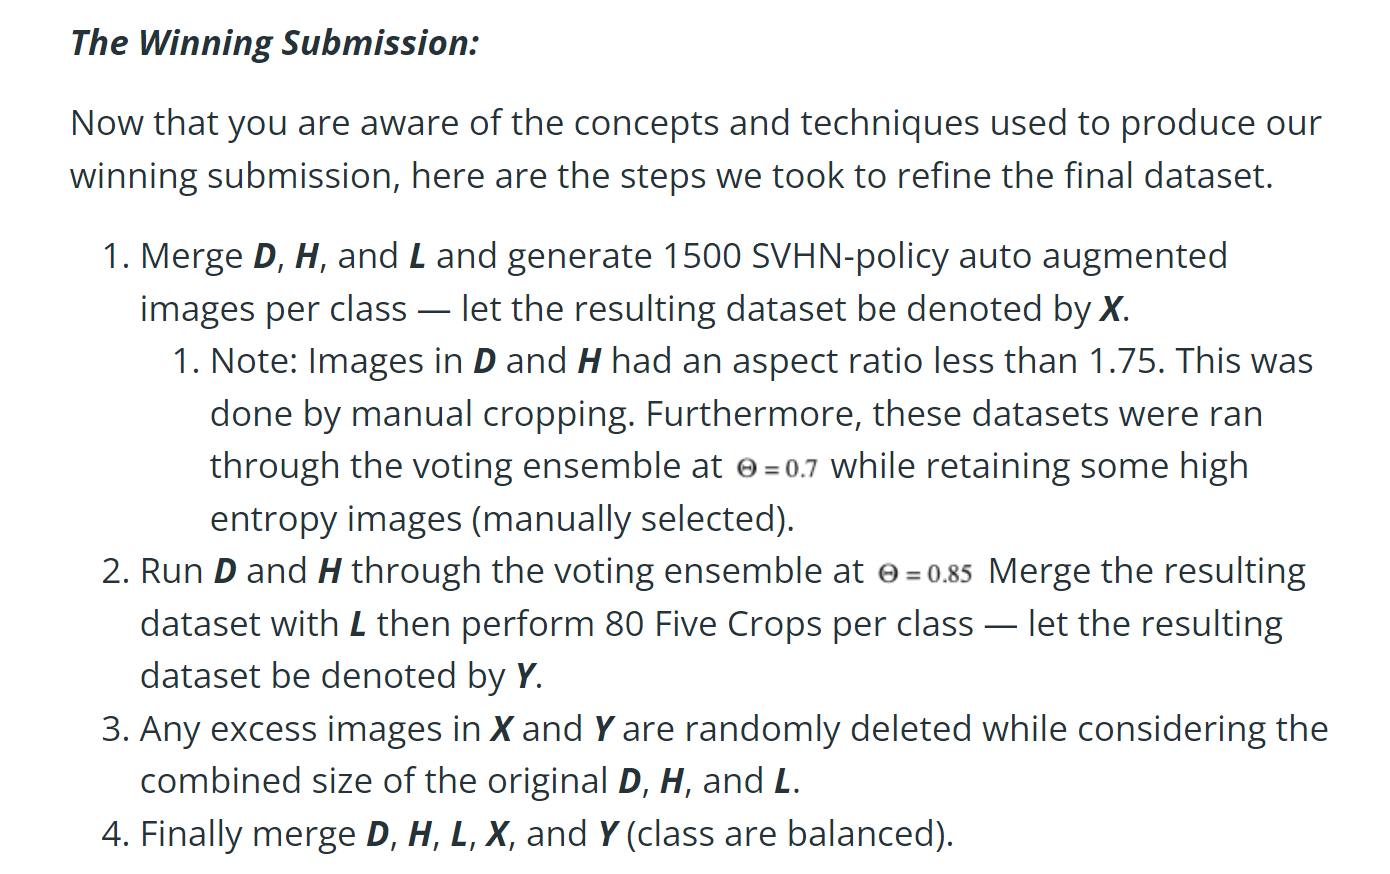 The Winning Submission:
Now that you are aware of the concepts and techniques used to produce our
winning submission, here are the steps we took to refine the final dataset.
1. Merge D, H, and L and generate 1500 SVHN-policy auto augmented
images per class — let the resulting dataset be denoted by X.
1. Note: Images in D and H had an aspect ratio less than 1.75. This was
done by manual cropping. Furthermore, these datasets were ran
through the voting ensemble at Θ = 0.7 while retaining some high
entropy images (manually selected).
2. Run D and H through the voting ensemble at Θ = 0.85 Merge the resulting
dataset with L then perform 80 Five Crops per class — let the resulting
dataset be denoted by Y.
3. Any excess images in X and Y are randomly deleted while considering the
combined size of the original D, H, and L.
4. Finally merge D, H, L, X, and Y (class are balanced).